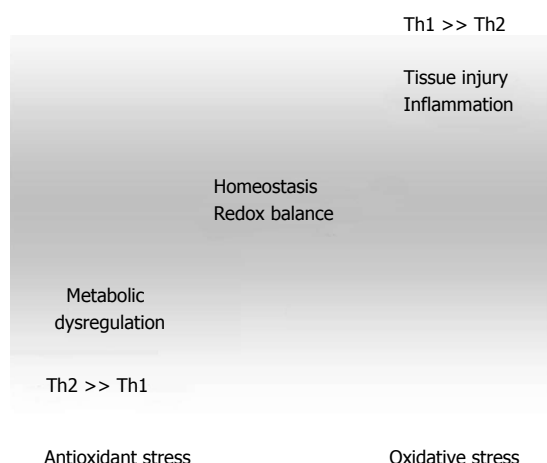 Th1 >> Th2
Tissue injury
Inflammation
Homeostasis
Redox balance
Metabolic
dysregulation
Th2 >> Th1
Antioxidant stress
Oxidative stress